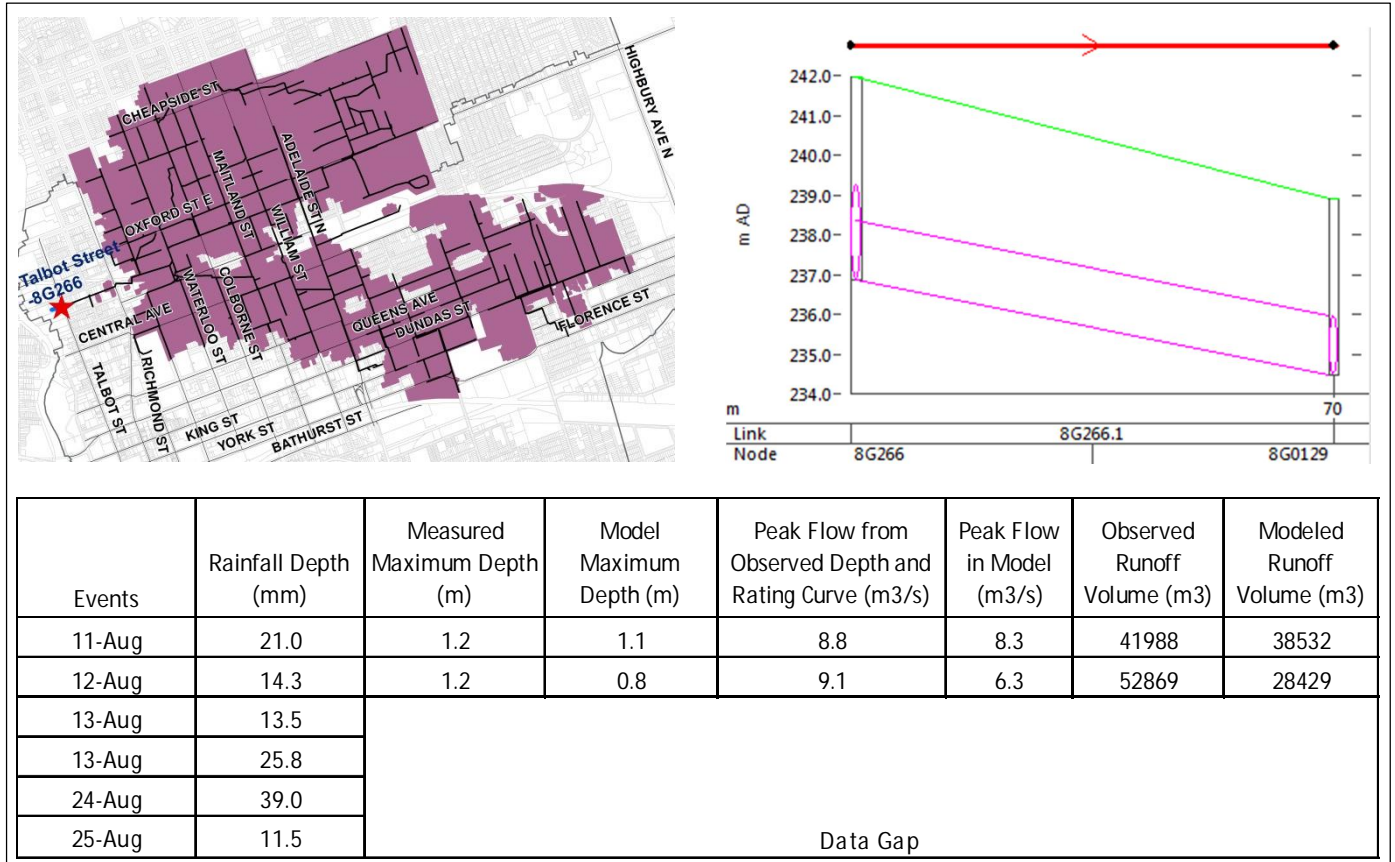 CHEAPSIDE ST
HIGHBURY AVE N
ADELAIDE ST N
MAITLAND ST
OXFORD ST E
WILLIAM ST
Talbot Street
-8G266
WATERLOO ST
COLBORNE ST
CENTRAL AVE
QUEENS AVE
DUNDAS ST
FLORENCE ST
TALBOT ST
RICHMOND ST
KING ST
YORK ST
BATHURST ST
242.0
241.0
240.0
239.0
238.0
237.0
236.0
235.0
234.0
m AD
m 70
Link 8G266.1
Node 8G266 8G0129
Events Rainfall Depth (mm) Measured Maximum Depth (m) Model Maximum Depth (m) Peak Flow from Observed Depth and Rating Curve (m3/s) Peak Flow in Model (m3/s) Observed Runoff Volume (m3) Modeled Runoff Volume (m3)
11-Aug 21.0 1.2 1.1 8.8 8.3 41988 38532
12-Aug 14.3 1.2 0.8 9.1 6.3 52869 28429
13-Aug 13.5
13-Aug 25.8
24-Aug 39.0
25-Aug 11.5 Data Gap